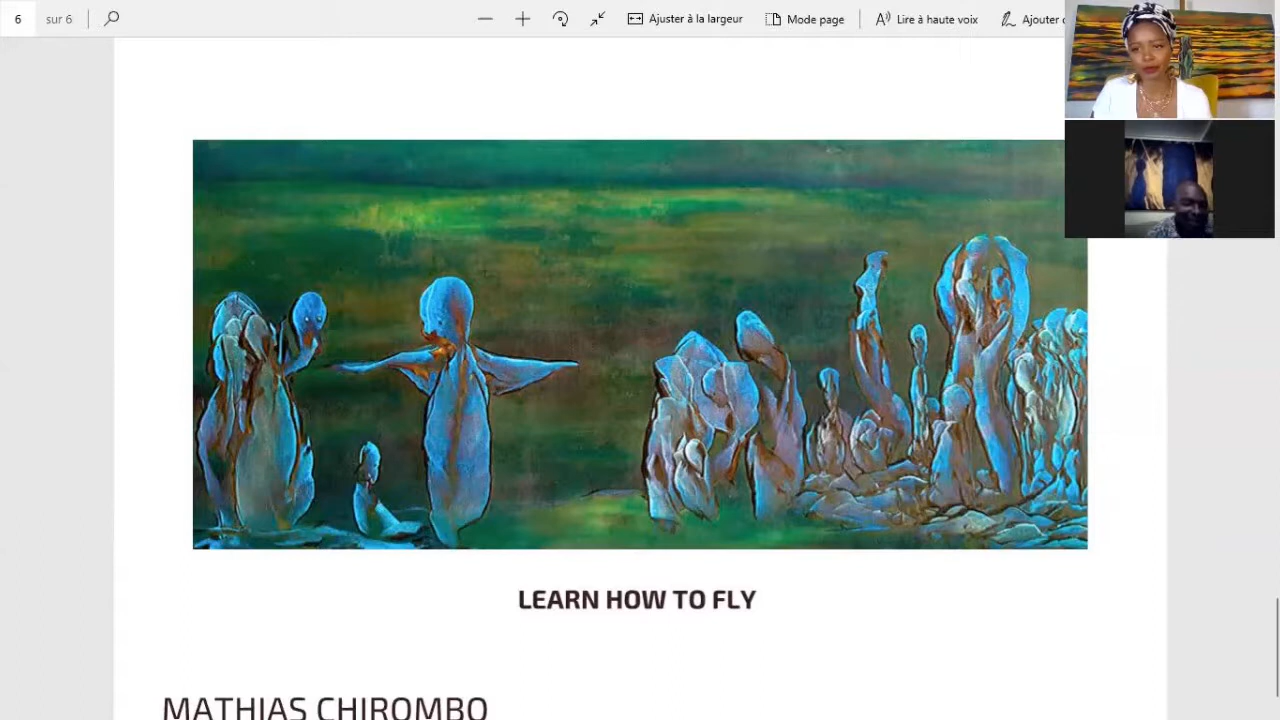 6 sur 6 Ajuster à la largeur Mode page Lire à haute voix Ajouter
LEARN HOW TO FLY
MATHIAS CHIROMBO